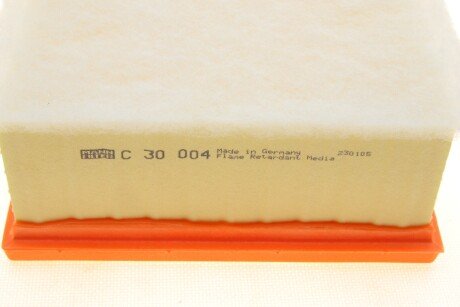 MANN FILTER C 30 004 Made in Germany 230105
Flame Retardant Media